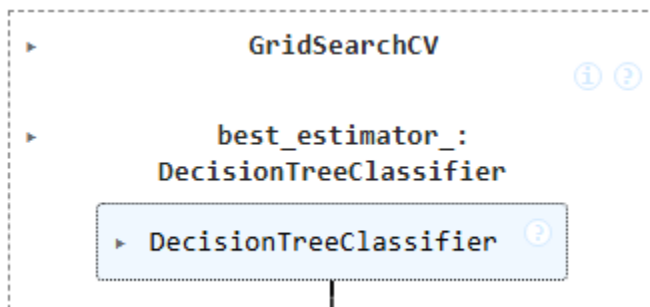 GridSearchCV
i ?
best_estimator_:
DecisionTreeClassifier
DecisionTreeClassifier ?